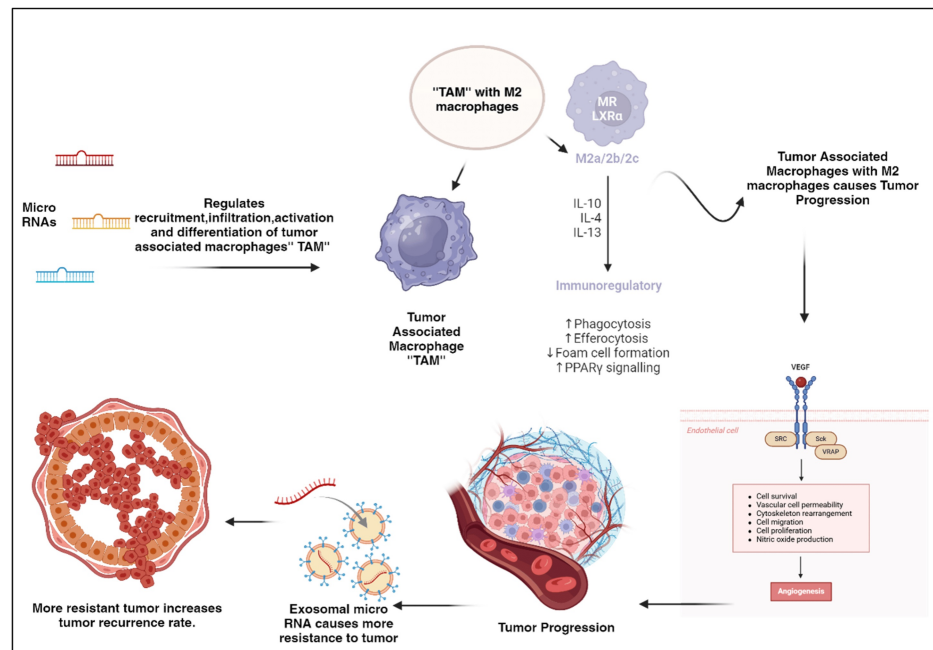 "TAM" with M2
macrophages
MR
LXRα
M2a/2b/2c
Micro
RNAs
Regulates
recruitment,infiltration,activation
and differentiation of tumor
associated macrophages" TAM"
Tumor
Associated
Macrophage
"TAM"
IL-10
IL-4
IL-13
Immunoregulatory
↑Phagocytosis
↑Efferocytosis
↓Foam cell formation
↑PPARγ signalling
Tumor Associated
Macrophages with M2
macrophages causes Tumor
Progression
VEGF
Endothelial cell
SRC
Sck
VRAP
• Cell survival
• Vascular cell permeability
• Cytoskeleton rearrangement
• Cell migration
• Cell proliferation
• Nitric oxide production
Angiogenesis
Tumor Progression
Exosomal micro
RNA causes more
resistance to tumor
More resistant tumor increases
tumor recurrence rate.